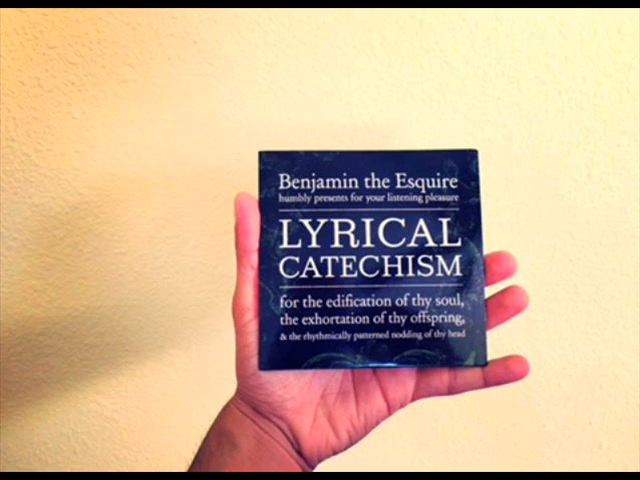 Benjamin the Esquire
humbly presents for your listening pleasure
LYRICAL
CATECHISM
for the edification of thy soul,
the exhortation of thy offspring,
& the rhythmically patterned nodding of thy head